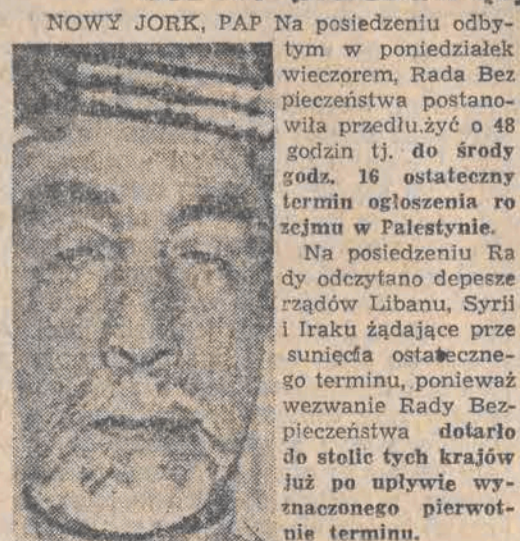 NOWY JORK, PAP Na posiedzeniu odby-
tym w poniedziałek
wieczorem, Rada Bez
pieczeństwa postano-
wiła przedłu.żyć o 48
godzin tj. do środy
godz. 16 ostateczny
termin ogłoszenia ro
zejmu w Palestynie.
Na posiedzeniu Ra
dy odczytano depesze
rządów Libanu, Syrii
i Iraku żądające prze
sunięcia ostateczne-
go terminu, ponieważ
wezwanie Rady Bez-
pieczeństwa dotarło
do stolic tych krajów
już po upływie wy-
znaczonego pierwot-
nie terminu.